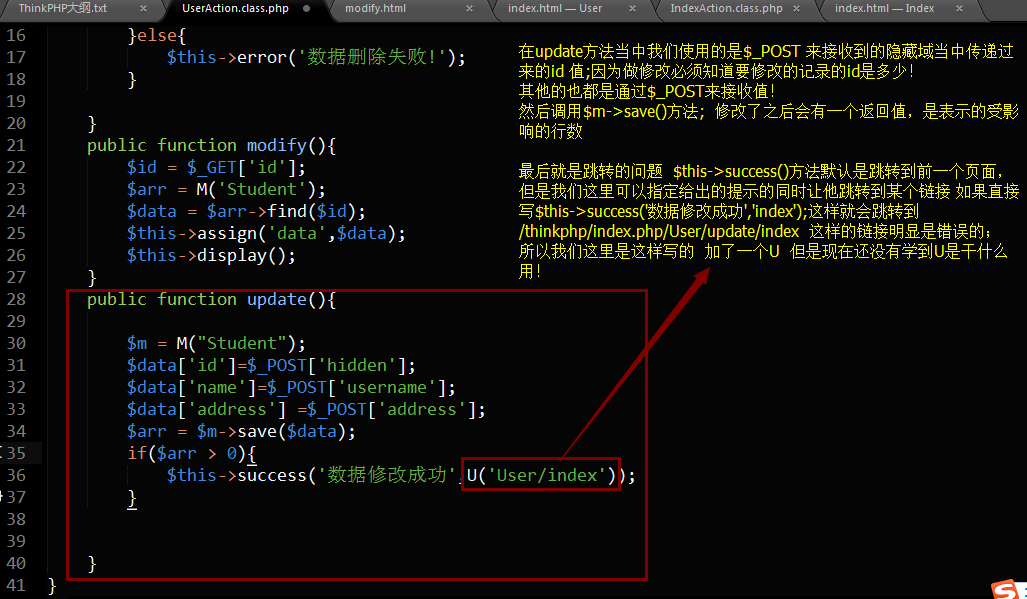 ThinkPHP大纲.txt × UserAction.class.php modify.html × index.html — User × IndexAction.class.php × index.html — Index ×
16 }else{
17 $this->error('数据删除失败!');
18 }
19
20 }
21 public function modify(){
22 $id = $_GET['id'];
23 $arr = M('Student');
24 $data = $arr->find($id);
25 $this->assign('data',$data);
26 $this->display();
27 }
28 public function update(){
29
30 $m = M("Student");
31 $data['id']=$_POST['hidden'];
32 $data['name']=$_POST['username'];
33 $data['address'] =$_POST['address'];
34 $arr = $m->save($data);
35 if($arr > 0){
36 $this->success('数据修改成功',U('User/index'));
37 }
38
39
40 }
41 }
在update方法当中我们使用的是$_POST 来接收到的隐藏域当中传递过
来的id 值;因为做修改必须知道要修改的记录的id是多少!
其他的也都是通过$_POST来接收值!
然后调用$m->save()方法；修改了之后会有一个返回值，是表示的受影
响的行数
最后就是跳转的问题 $this->success()方法默认是跳转到前一个页面，
但是我们这里可以指定给出的提示的同时让他跳转到某个链接 如果直接
写$this->success('数据修改成功','index');这样就会跳转到
/thinkphp/index.php/User/update/index 这样的链接明显是错误的；
所以我们这里是这样写的 加了一个U 但是现在还没有学到U是干什么
用！
S